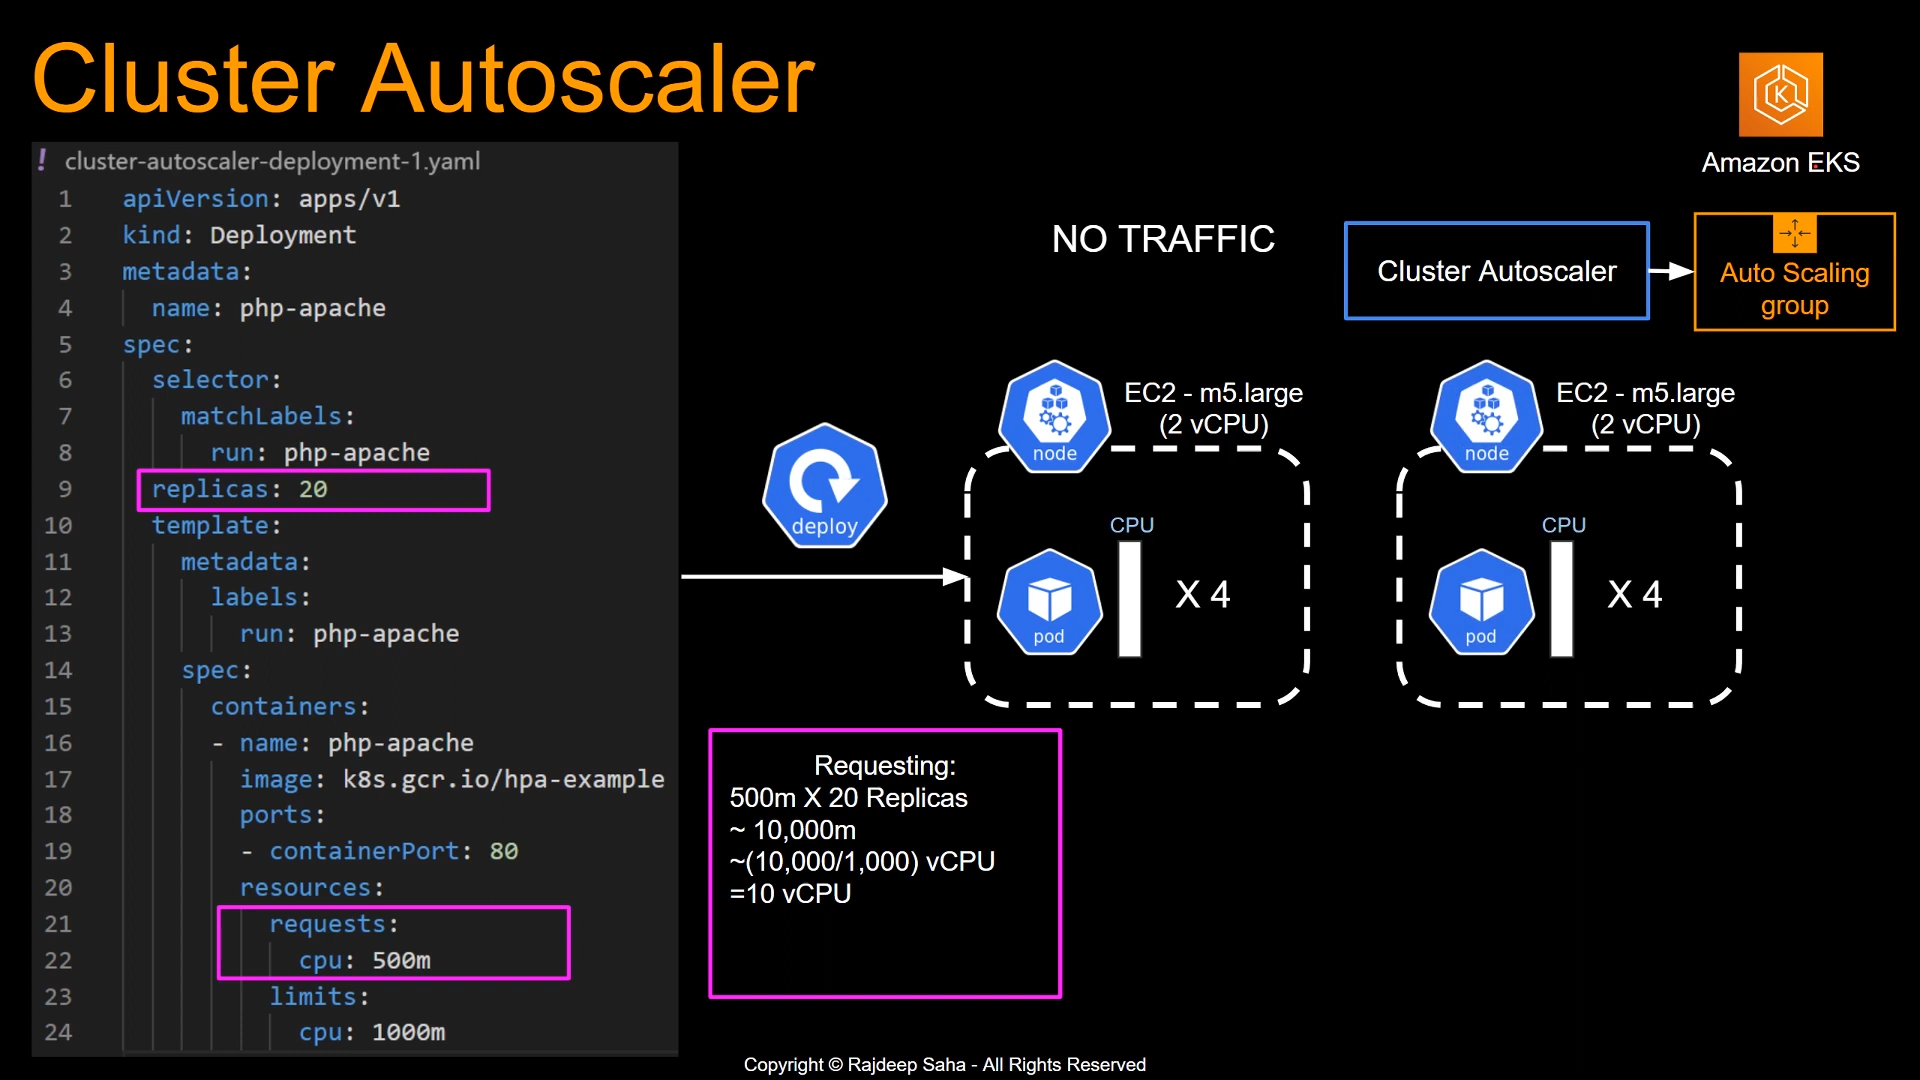 Cluster Autoscaler
! cluster-autoscaler-deployment-1.yaml
1 apiVersion: apps/v1
2 kind: Deployment
3 metadata:
4 name: php-apache
5 spec:
6 selector:
7 matchLabels:
8 run: php-apache
9 replicas: 20
10 template:
11 metadata:
12 labels:
13 run: php-apache
14 spec:
15 containers:
16 - name: php-apache
17 image: k8s.gcr.io/hpa-example
18 ports:
19 - containerPort: 80
20 resources:
21 requests:
22 cpu: 500m
23 limits:
24 cpu: 1000m
deploy
NO TRAFFIC
Cluster Autoscaler
Amazon EKS
Auto Scaling
group
node
EC2 - m5.large
(2 vCPU)
CPU
pod
X 4
node
EC2 - m5.large
(2 vCPU)
CPU
pod
X 4
Requesting:
500m X 20 Replicas
~ 10,000m
~(10,000/1,000) vCPU
=10 vCPU
Copyright © Rajdeep Saha - All Rights Reserved